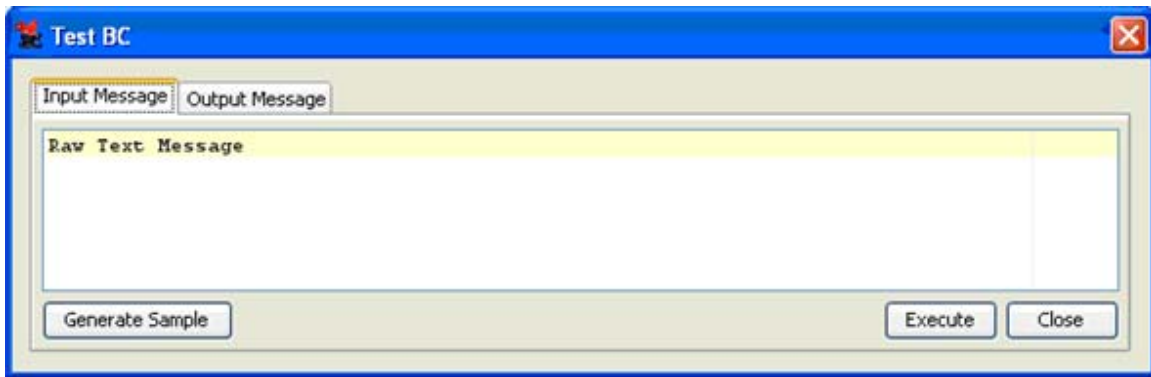 Test BC
Input Message Output Message
Raw Text Message
Generate Sample Execute Close